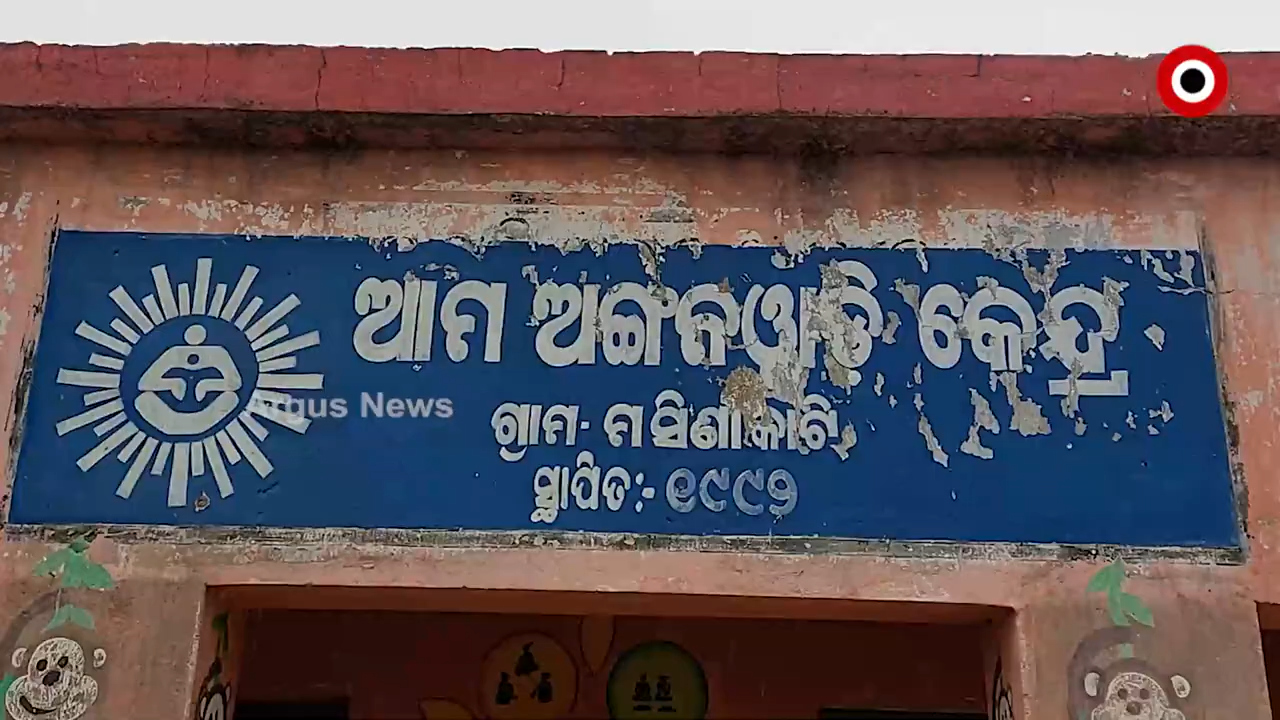 ଆମ ଅଙ୍ଗନୱାଡ଼ି କେନ୍ଦ୍ର
Argus News
ଗ୍ରାମ- ମସିଣାକାଟି
ସ୍ଥାପିତ:- ୧୯୯୨